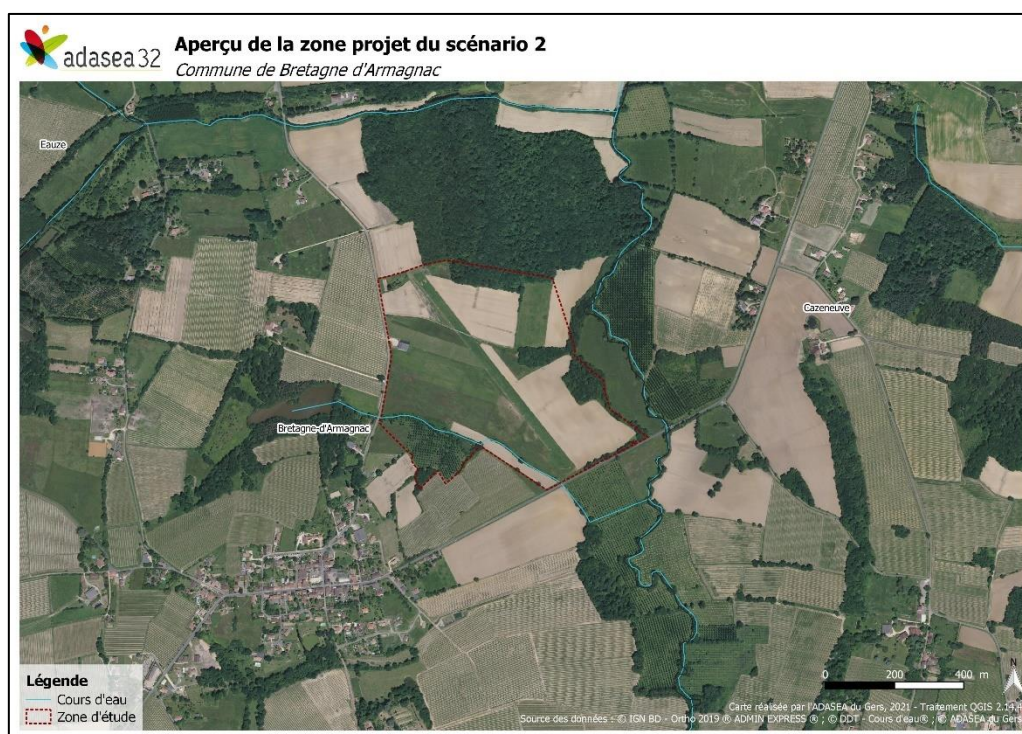 adasea32
Aperçu de la zone projet du scénario 2
Commune de Bretagne d'Armagnac
Eauze
Cazeneuve
Bretagne-d'Armagnac
Légende
Cours d'eau
Zone d'étude
0 200 400 m
N
Carte réalisée par l'ADASEA du Gers, 2021 - Traitement QGIS 2.14.4
Source des données : © IGN BD - Ortho 2019 ® ADMIN EXPRESS ® ; © DDT - Cours d'eau® ; © ADASEA du Gers